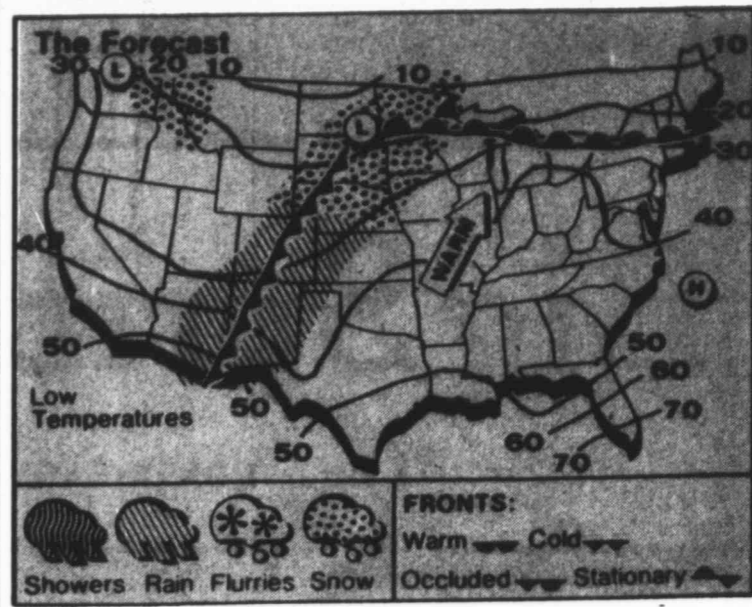 The Forecast
30 L 20 10 10 10
L
20
30
40
WARM
40
H
50
50
Low
Temperatures
50
50
60
60
70
70
FRONTS:
Warm Cold
Showers Rain Flurries Snow
Occluded Stationary